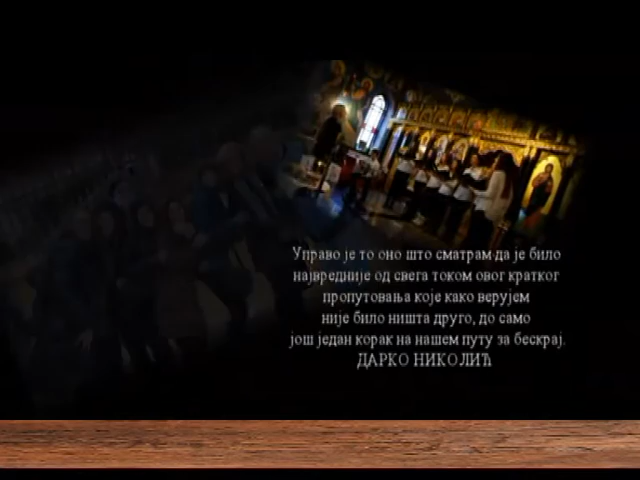 Управо је то оно што сматрам да је било
највредније од свега током овог кратког
пропутовања које како верујем
није било ништа друго, до само
још један корак на нашем путу за бескрај.
ДАРКО НИКОЛИЋ